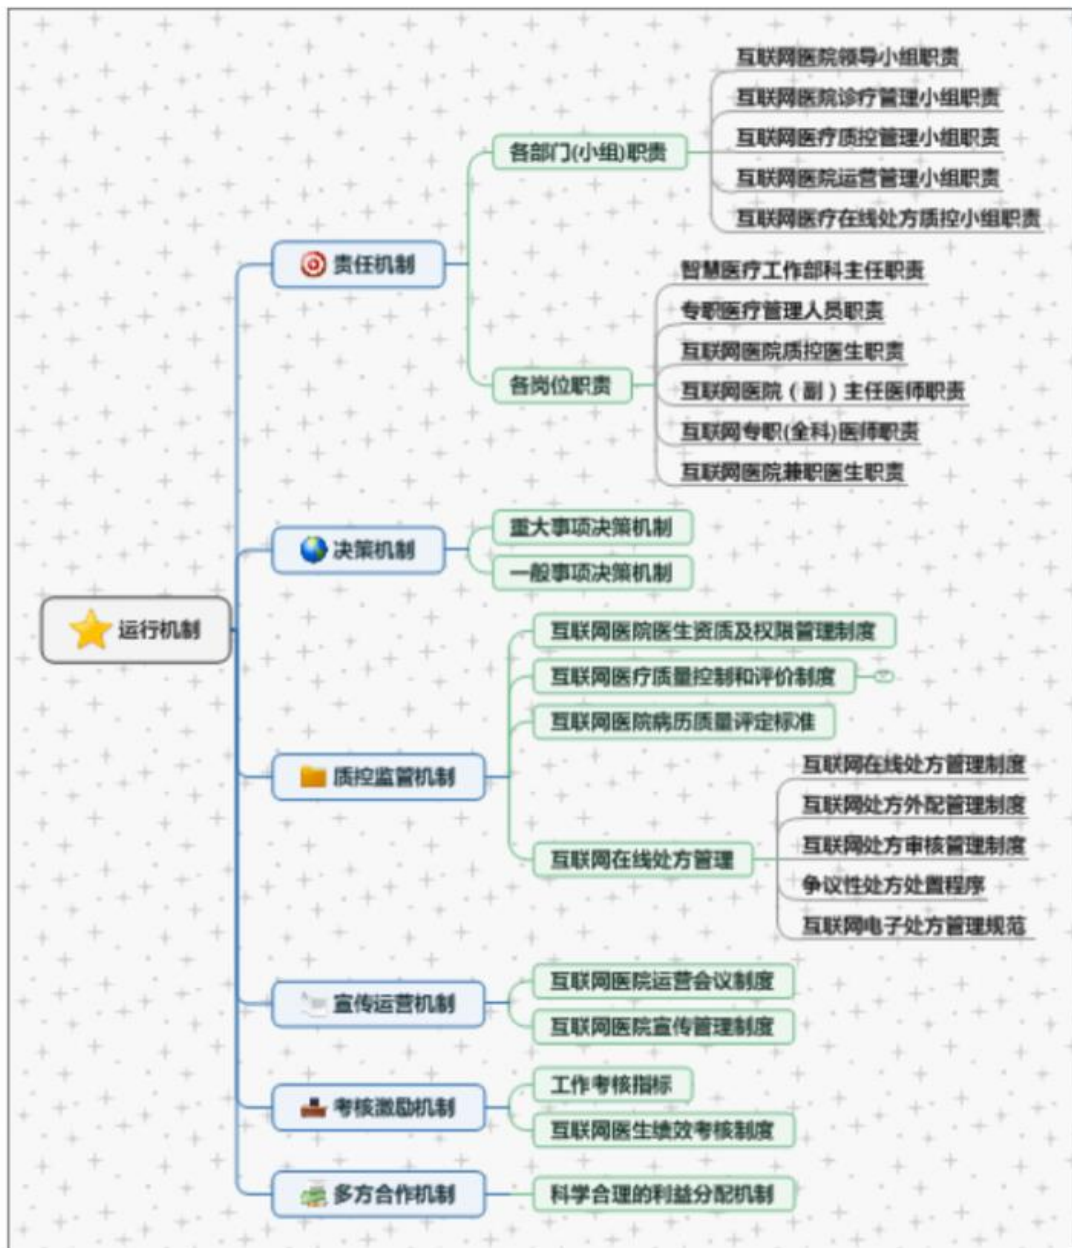 运行机制
责任机制
各部门(小组)职责
互联网医院领导小组职责
互联网医院诊疗管理小组职责
互联网医疗质控管理小组职责
互联网医院运营管理小组职责
互联网医疗在线处方质控小组职责
各岗位职责
智慧医疗工作部科主任职责
专职医疗管理人员职责
互联网医院质控医生职责
互联网医院（副）主任医师职责
互联网专职(全科)医师职责
互联网医院兼职医生职责
决策机制
重大事项决策机制
一般事项决策机制
质控监管机制
互联网医院医生资质及权限管理制度
互联网医疗质量控制和评价制度
互联网医院病历质量评定标准
互联网在线处方管理
互联网在线处方管理制度
互联网处方外配管理制度
互联网处方审核管理制度
争议性处方处置程序
互联网电子处方管理规范
宣传运营机制
互联网医院运营会议制度
互联网医院宣传管理制度
考核激励机制
工作考核指标
互联网医生绩效考核制度
多方合作机制
科学合理的利益分配机制